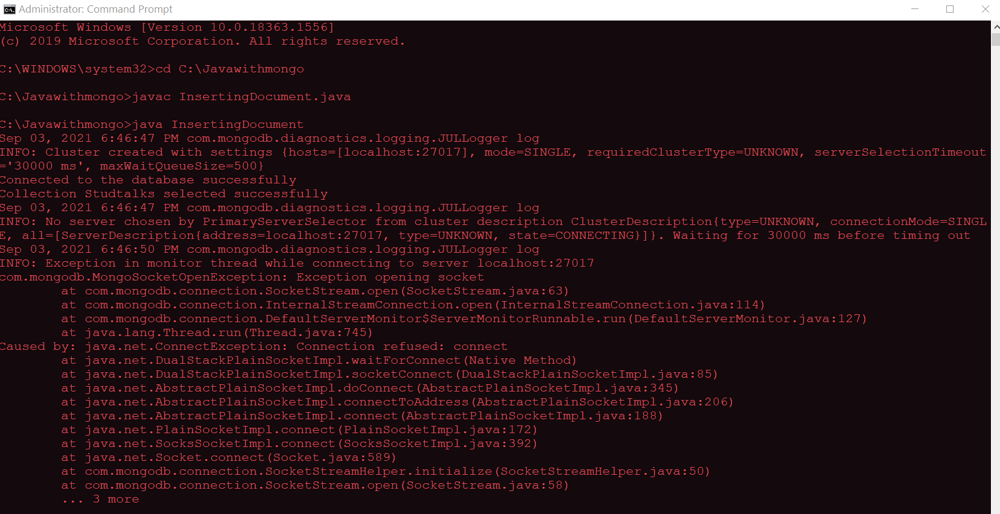 Administrator: Command Prompt
Microsoft Windows [Version 10.0.18363.1556]
(c) 2019 Microsoft Corporation. All rights reserved.
C:\WINDOWS\system32>cd C:\Javawithmongo
C:\Javawithmongo>javac InsertingDocument.java
C:\Javawithmongo>java InsertingDocument
Sep 03, 2021 6:46:47 PM com.mongodb.diagnostics.logging.JULLogger log
INFO: Cluster created with settings {hosts=[localhost:27017], mode=SINGLE, requiredClusterType=UNKNOWN, serverSelectionTimeout
='30000 ms', maxWaitQueueSize=500}
Connected to the database successfully
Collection Studtalks selected successfully
Sep 03, 2021 6:46:47 PM com.mongodb.diagnostics.logging.JULLogger log
INFO: No server chosen by PrimaryServerSelector from cluster description ClusterDescription{type=UNKNOWN, connectionMode=SINGL
E, all=[ServerDescription{address=localhost:27017, type=UNKNOWN, state=CONNECTING}]}. Waiting for 30000 ms before timing out
Sep 03, 2021 6:46:50 PM com.mongodb.diagnostics.logging.JULLogger log
INFO: Exception in monitor thread while connecting to server localhost:27017
com.mongodb.MongoSocketOpenException: Exception opening socket
at com.mongodb.connection.SocketStream.open(SocketStream.java:63)
at com.mongodb.connection.InternalStreamConnection.open(InternalStreamConnection.java:114)
at com.mongodb.connection.DefaultServerMonitor$ServerMonitorRunnable.run(DefaultServerMonitor.java:127)
at java.lang.Thread.run(Thread.java:745)
Caused by: java.net.ConnectException: Connection refused: connect
at java.net.DualStackPlainSocketImpl.waitForConnect(Native Method)
at java.net.DualStackPlainSocketImpl.socketConnect(DualStackPlainSocketImpl.java:85)
at java.net.AbstractPlainSocketImpl.doConnect(AbstractPlainSocketImpl.java:345)
at java.net.AbstractPlainSocketImpl.connectToAddress(AbstractPlainSocketImpl.java:206)
at java.net.AbstractPlainSocketImpl.connect(AbstractPlainSocketImpl.java:188)
at java.net.PlainSocketImpl.connect(PlainSocketImpl.java:172)
at java.net.SocksSocketImpl.connect(SocksSocketImpl.java:392)
at java.net.Socket.connect(Socket.java:589)
at com.mongodb.connection.SocketStreamHelper.initialize(SocketStreamHelper.java:50)
at com.mongodb.connection.SocketStream.open(SocketStream.java:58)
... 3 more